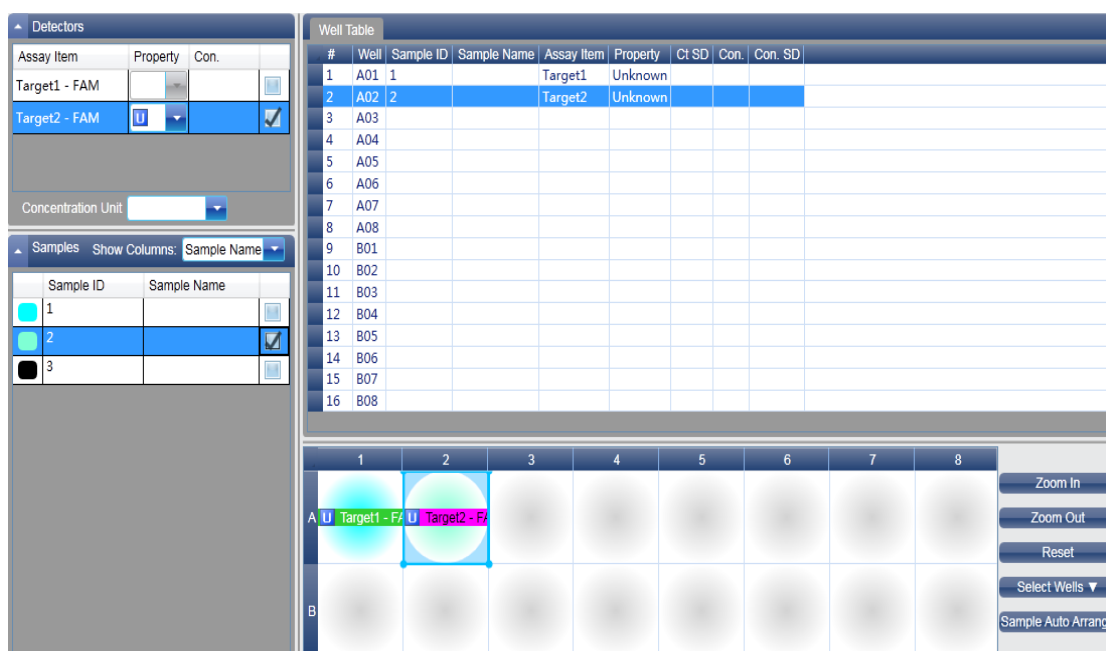 Detectors
Assay Item Property Con.
Target1 - FAM
Target2 - FAM U
Concentration Unit
Samples Show Columns: Sample Name
Sample ID Sample Name
1
2
3
Well Table
# Well Sample ID Sample Name Assay Item Property Ct SD Con. Con. SD
1 A01 1 Target1 Unknown
2 A02 2 Target2 Unknown
3 A03
4 A04
5 A05
6 A06
7 A07
8 A08
9 B01
10 B02
11 B03
12 B04
13 B05
14 B06
15 B07
16 B08
1 2 3 4 5 6 7 8
A U Target1 - FA U Target2 - FA
B
Zoom In
Zoom Out
Reset
Select Wells ▼
Sample Auto Arrang